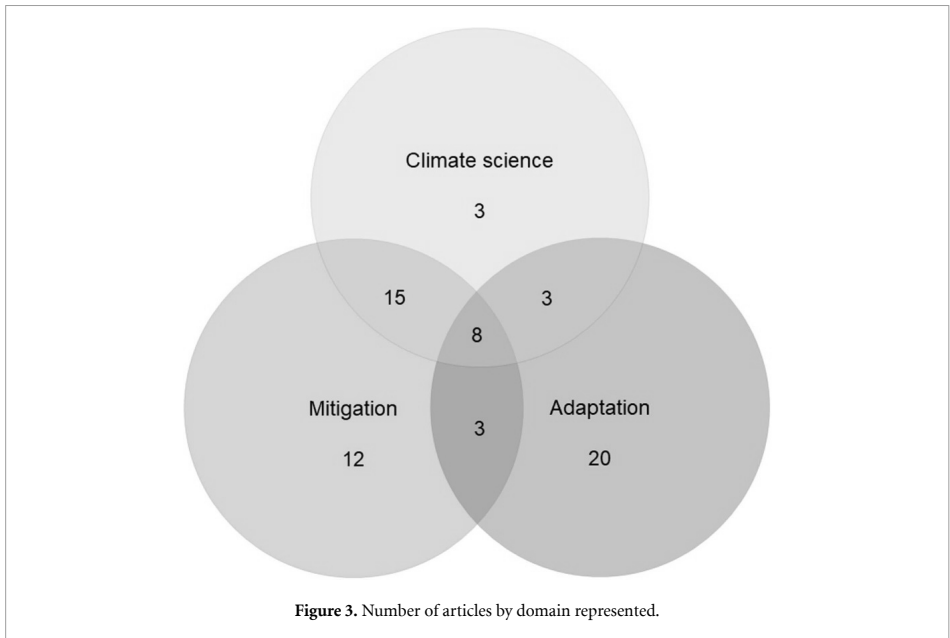 Climate science
3
15
3
8
Mitigation
Adaptation
3
12
20
Figure 3. Number of articles by domain represented.